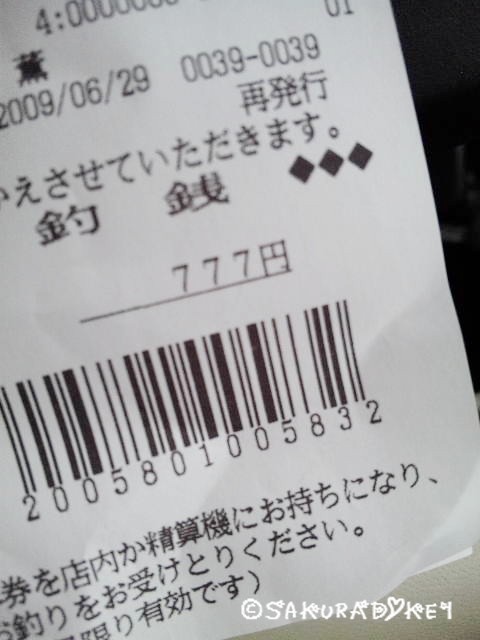 4:0000000 01
薫
2009/06/29 0039-0039
再発行
かえさせていただきます。
釣 銭 ◆◆◆
777円
2005801005832
券を店内か精算機にお持ちになり、
お釣りをお受けとりください。
限り有効です)
©SAKURADKEY